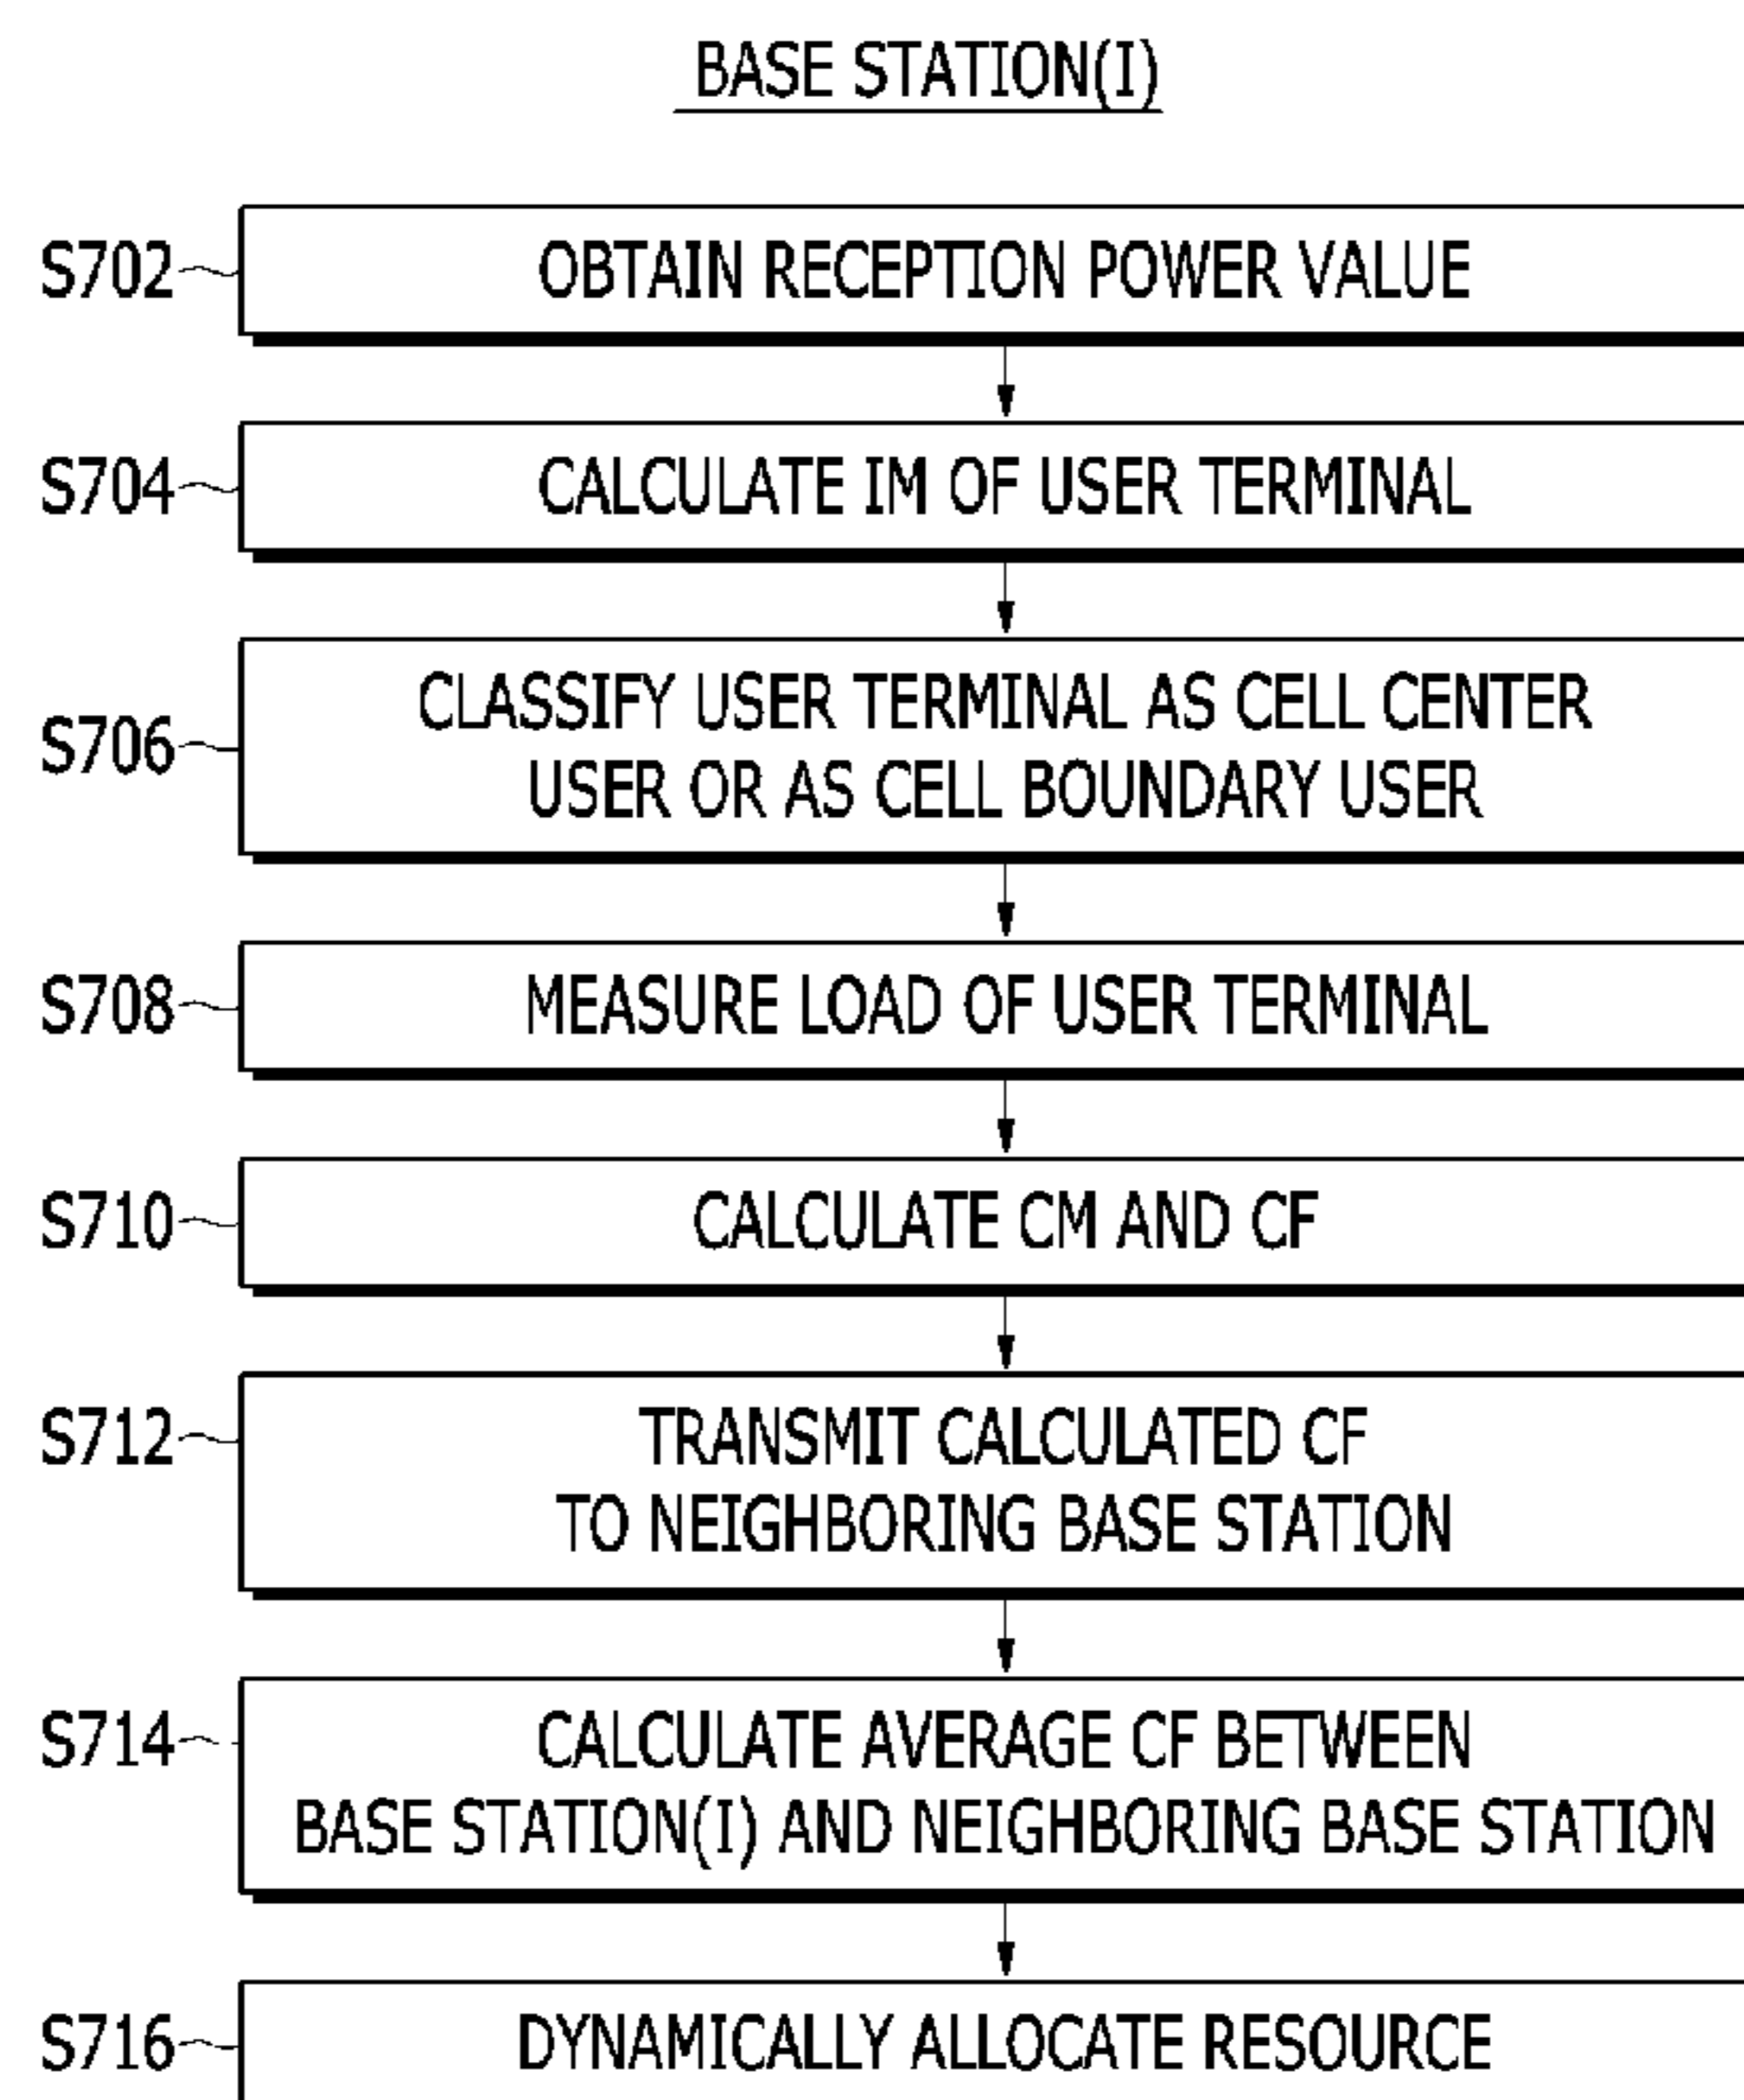 BASE STATION(I)
S702
OBTAIN RECEPTION POWER VALUE
S704
CALCULATE IM OF USER TERMINAL
S706
CLASSIFY USER TERMINAL AS CELL CENTER
USER OR AS CELL BOUNDARY USER
S708
MEASURE LOAD OF USER TERMINAL
S710
CALCULATE CM AND CF
S712
TRANSMIT CALCULATED CF
TO NEIGHBORING BASE STATION
S714
CALCULATE AVERAGE CF BETWEEN
BASE STATION(I) AND NEIGHBORING BASE STATION
S716
DYNAMICALLY ALLOCATE RESOURCE